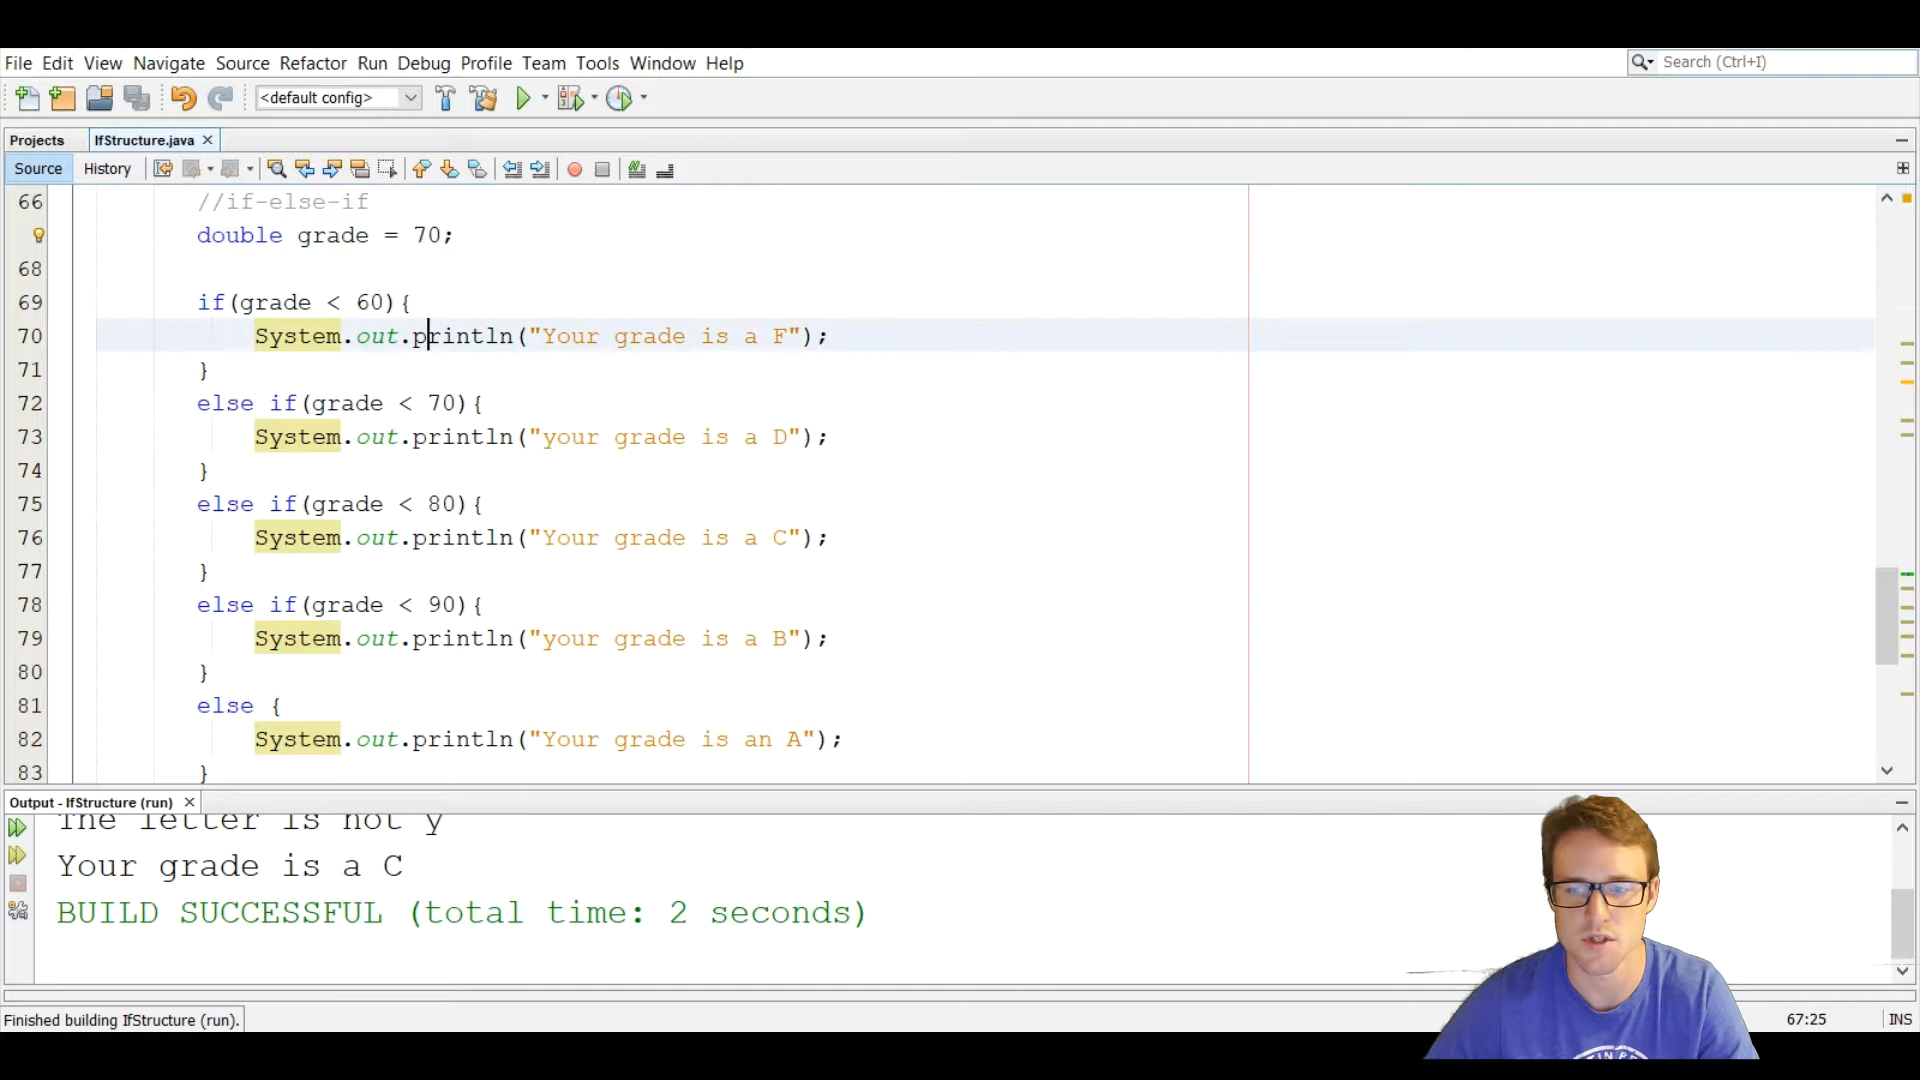 File Edit View Navigate Source Refactor Run Debug Profile Team Tools Window Help
Search (Ctrl+I)
<default config>
Projects IfStructure.java
Source History
66 //if-else-if
double grade = 70;
68
69 if(grade < 60){
70 System.out.println("Your grade is a F");
71 }
72 else if(grade < 70){
73 System.out.println("your grade is a D");
74 }
75 else if(grade < 80){
76 System.out.println("Your grade is a C");
77 }
78 else if(grade < 90){
79 System.out.println("your grade is a B");
80 }
81 else {
82 System.out.println("Your grade is an A");
83 }
Output - IfStructure (run)
The letter is not y
Your grade is a C
BUILD SUCCESSFUL (total time: 2 seconds)
Finished building IfStructure (run).
67:25 INS